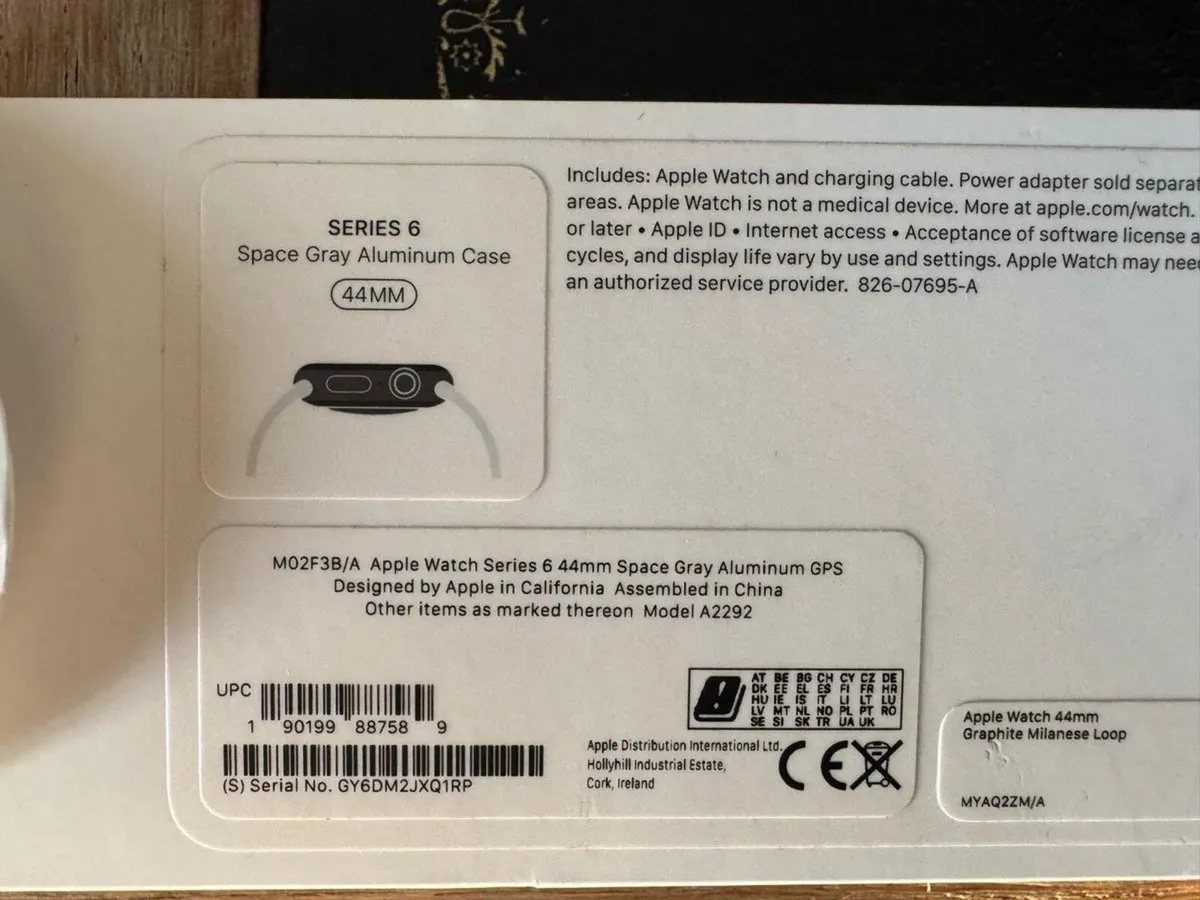 SERIES 6
Space Gray Aluminum Case
44MM
Includes: Apple Watch and charging cable. Power adapter sold separat
areas. Apple Watch is not a medical device. More at apple.com/watch.
or later • Apple ID • Internet access • Acceptance of software license a
cycles, and display life vary by use and settings. Apple Watch may nee
an authorized service provider. 826-07695-A
M02F3B/A Apple Watch Series 6 44mm Space Gray Aluminum GPS
Designed by Apple in California Assembled in China
Other items as marked thereon Model A2292
UPC
1 90199 88758 9
(S) Serial No. GY6DM2JXQ1RP
AT BE BG CH CY CZ DE
DK EE EL ES FI FR HR
HU IE IS IT LI LT LU
LV MT NL NO PL PT RO
SE SI SK TR UA UK
Apple Distribution International Ltd.
Hollyhill Industrial Estate,
Cork, Ireland
CE
Apple Watch 44mm
Graphite Milanese Loop
MYAQ2ZM/A